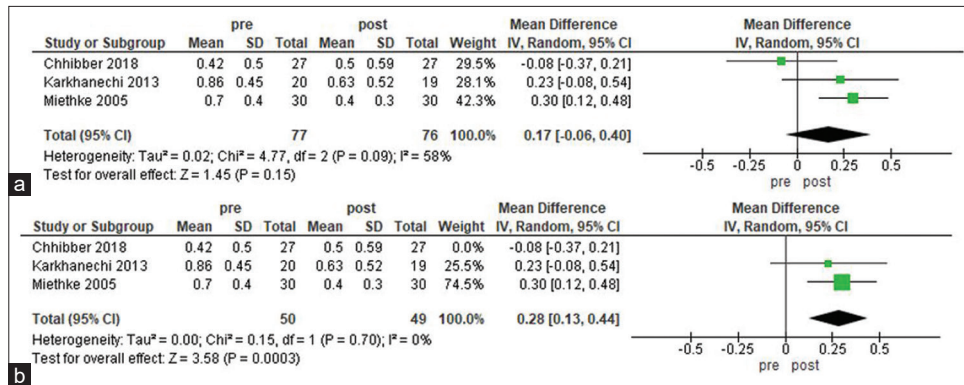 pre post Mean Difference Mean Difference
Study or Subgroup Mean SD Total Mean SD Total Weight IV, Random, 95% CI IV, Random, 95% CI
Chhibber 2018 0.42 0.5 27 0.5 0.59 27 29.5% -0.08 [-0.37, 0.21]
Karkhanechi 2013 0.86 0.45 20 0.63 0.52 19 28.1% 0.23 [-0.08, 0.54]
Miethke 2005 0.7 0.4 30 0.4 0.3 30 42.3% 0.30 [0.12, 0.48]
Total (95% CI) 77 76 100.0% 0.17 [-0.06, 0.40]
Heterogeneity: Tau² = 0.02; Chi² = 4.77, df = 2 (P = 0.09); I² = 58%
Test for overall effect: Z = 1.45 (P = 0.15)
-0.5 -0.25 0 0.25 0.5
pre post
a
pre post Mean Difference Mean Difference
Study or Subgroup Mean SD Total Mean SD Total Weight IV, Random, 95% CI IV, Random, 95% CI
Chhibber 2018 0.42 0.5 27 0.5 0.59 27 0.0% -0.08 [-0.37, 0.21]
Karkhanechi 2013 0.86 0.45 20 0.63 0.52 19 25.5% 0.23 [-0.08, 0.54]
Miethke 2005 0.7 0.4 30 0.4 0.3 30 74.5% 0.30 [0.12, 0.48]
Total (95% CI) 50 49 100.0% 0.28 [0.13, 0.44]
Heterogeneity: Tau² = 0.00; Chi² = 0.15, df = 1 (P = 0.70); I² = 0%
Test for overall effect: Z = 3.58 (P = 0.0003)
-0.5 -0.25 0 0.25 0.5
pre post
b